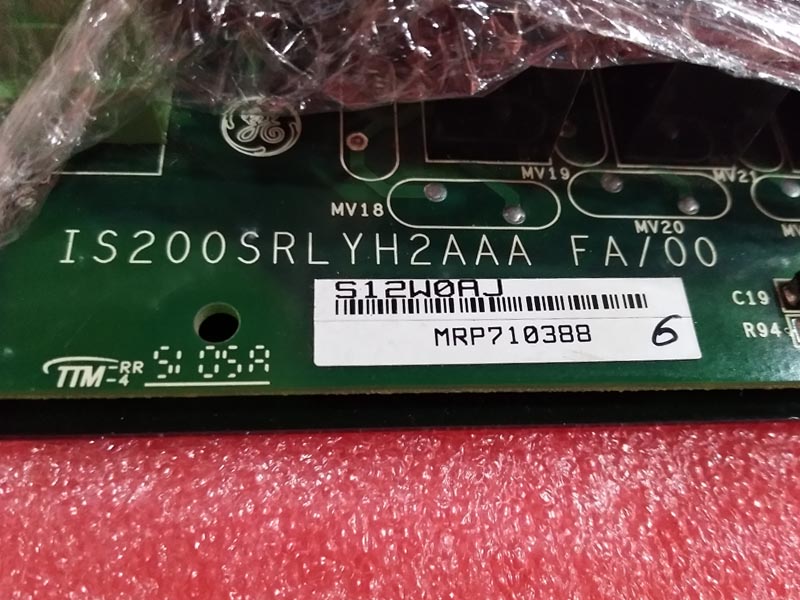 MV19
MV21
MV18
MV20
IS200SRLYH2AAA FA/00
S12W0AJ
C19
MRP710388 6
R94
TTM -RR
-4